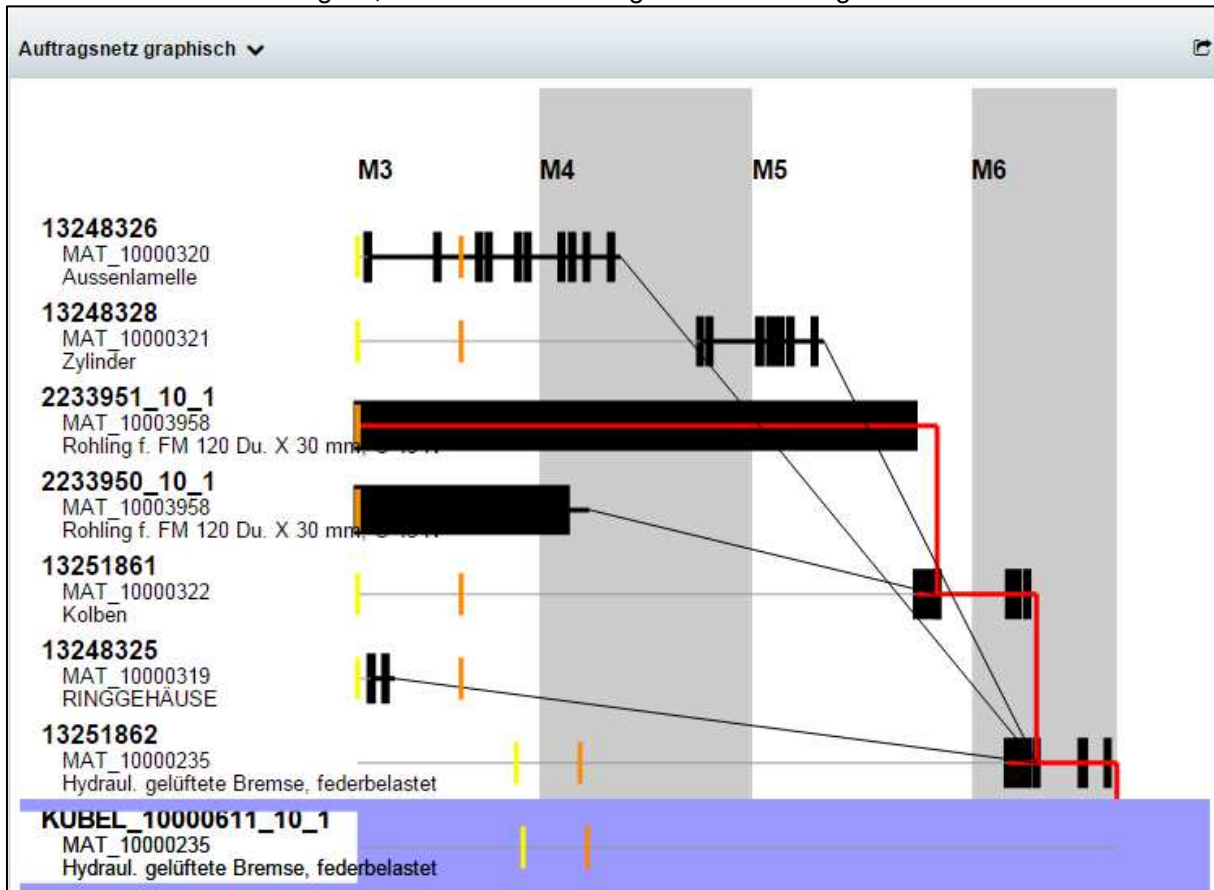 Auftragsnetz graphisch
M3 M4 M5 M6
13248326
MAT_10000320
Aussenlamelle
13248328
MAT_10000321
Zylinder
2233951_10_1
MAT_10003958
Rohling f. FM 120 Du. X 30 mm,
2233950_10_1
MAT_10003958
Rohling f. FM 120 Du. X 30 mm,
13251861
MAT_10000322
Kolben
13248325
MAT_10000319
RINGGEHÄUSE
13251862
MAT_10000235
Hydraul. gelüftete Bremse, federbelastet
KUBEL_10000611_10_1
MAT_10000235
Hydraul. gelüftete Bremse, federbelastet